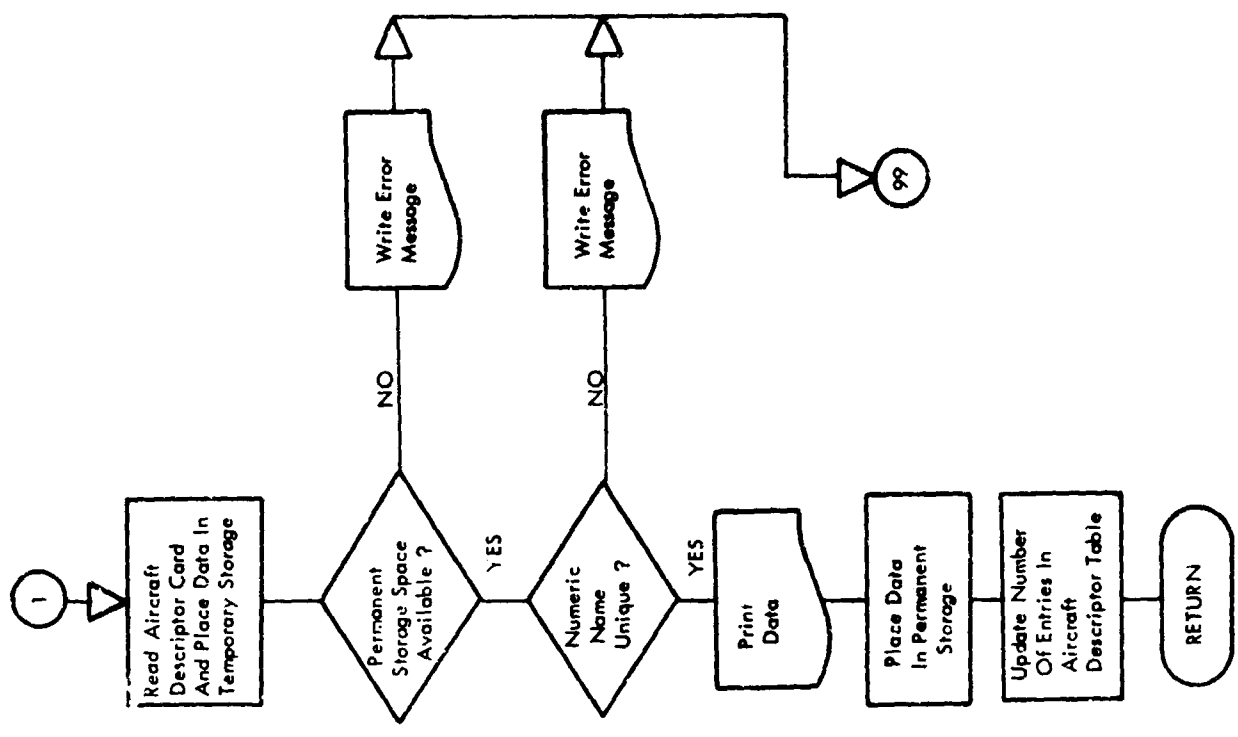 1
Read Aircraft
Descriptor Card
And Place Data In
Temporary Storage
Permanent
Storage Space
Available ?
NO
Write Error
Message
YES
Numeric
Name
Unique ?
NO
Write Error
Message
99
YES
Print
Data
Place Data
In Permanent
Storage
Update Number
Of Entries In
Aircraft
Descriptor Table
RETURN